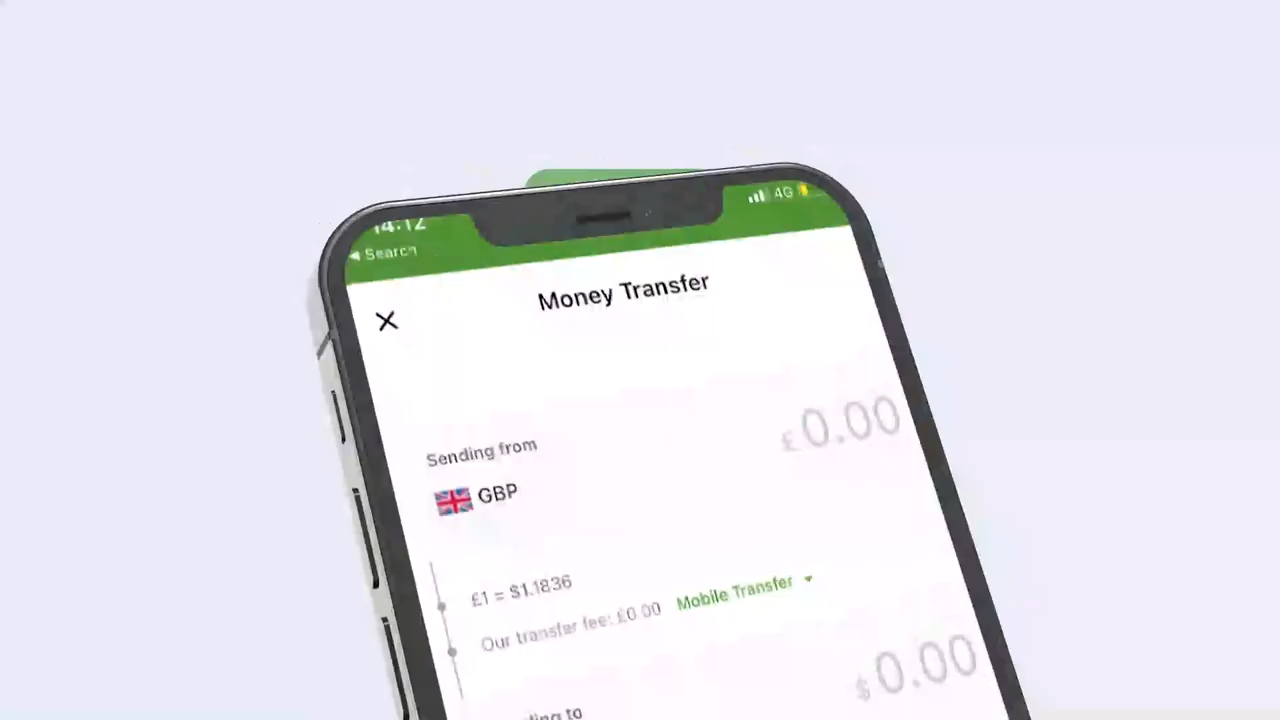 14:12
4G
◀ Search
Money Transfer
£0.00
Sending from
GBP
£1 = $1.1836
Our transfer fee: £0.00 Mobile Transfer
$0.00
to